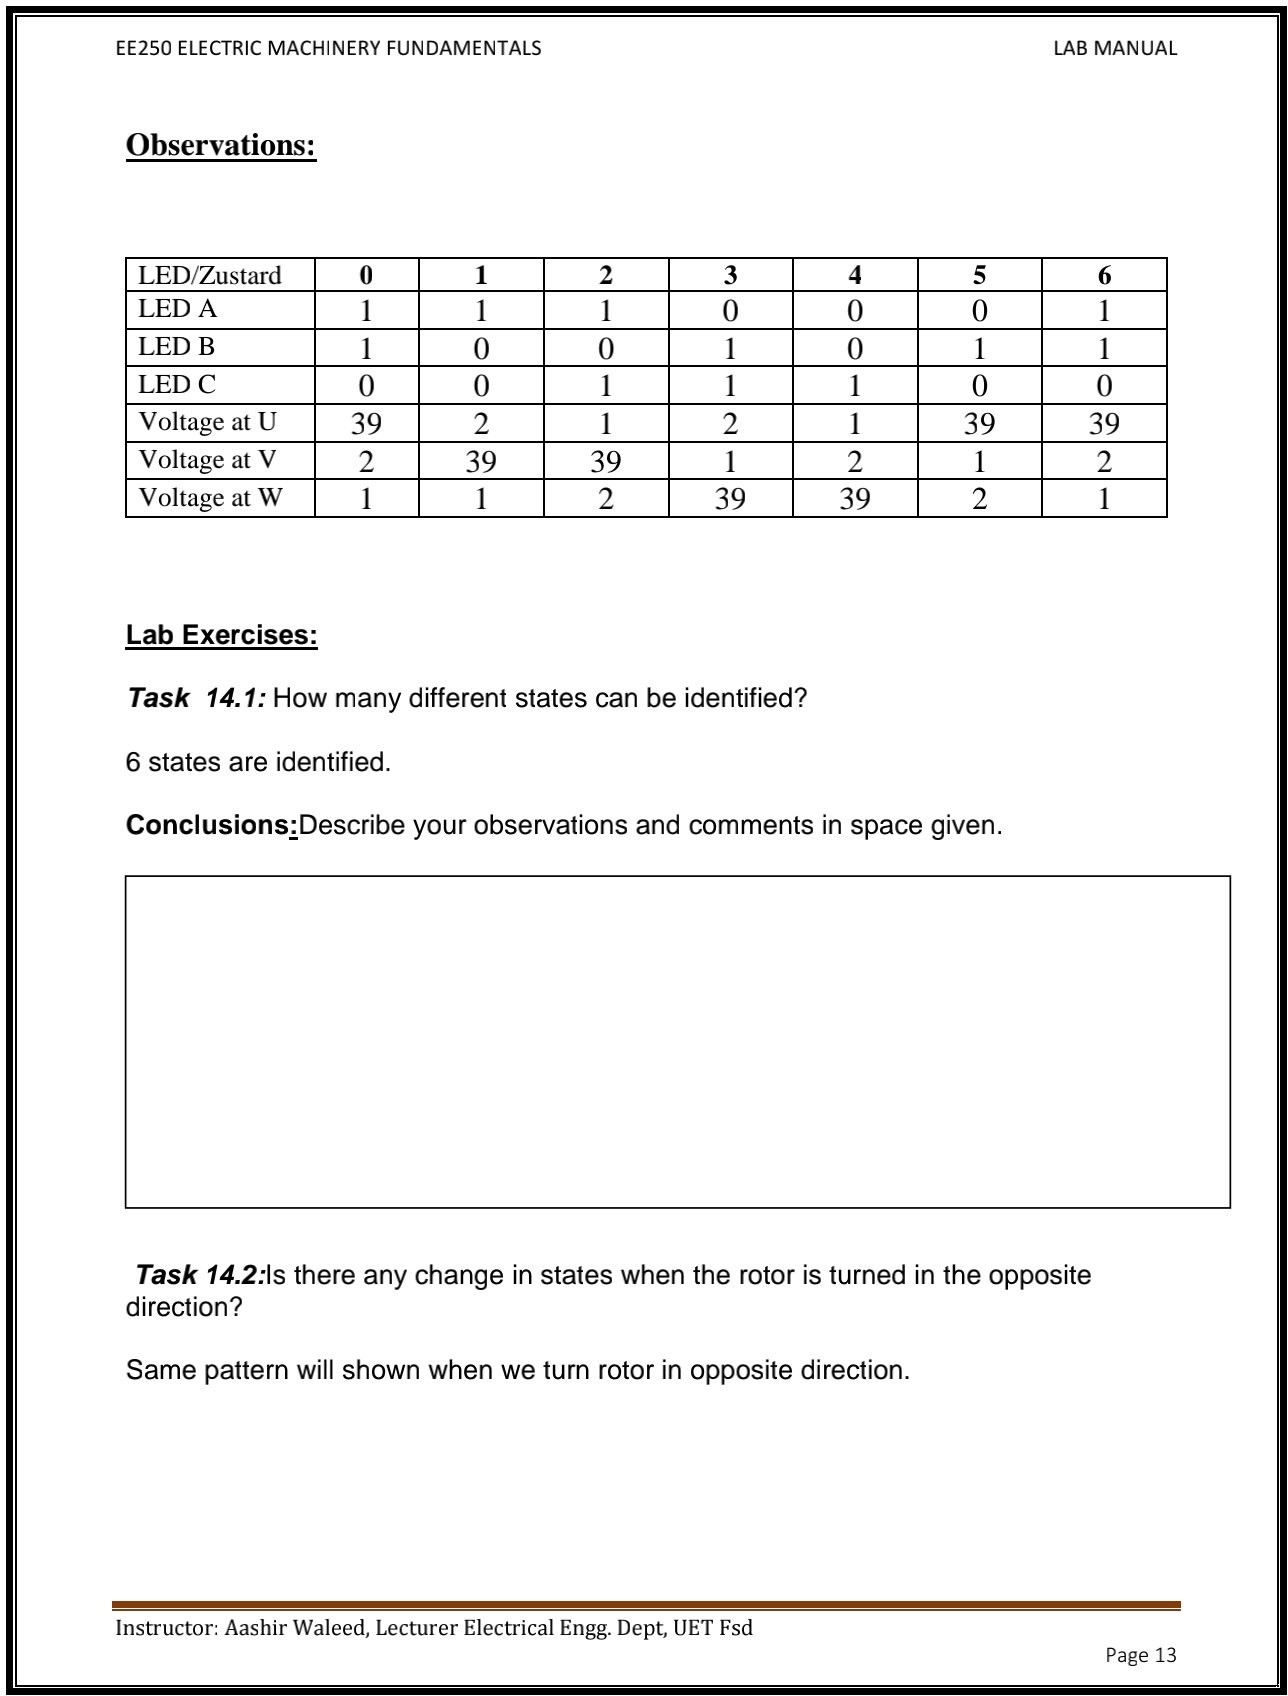 EE250 ELECTRIC MACHINERY FUNDAMENTALS LAB MANUAL
Observations:
LED/Zustard 0 1 2 3 4 5 6
LED A 1 1 1 0 0 0 1
LED B 1 0 0 1 0 1 1
LED C 0 0 1 1 1 0 0
Voltage at U 39 2 1 2 1 39 39
Voltage at V 2 39 39 1 2 1 2
Voltage at W 1 1 2 39 39 2 1
Lab Exercises:
Task 14.1: How many different states can be identified?
6 states are identified.
Conclusions:Describe your observations and comments in space given.
Task 14.2:Is there any change in states when the rotor is turned in the opposite
direction?
Same pattern will shown when we turn rotor in opposite direction.
Instructor: Aashir Waleed, Lecturer Electrical Engg. Dept, UET Fsd
Page 13